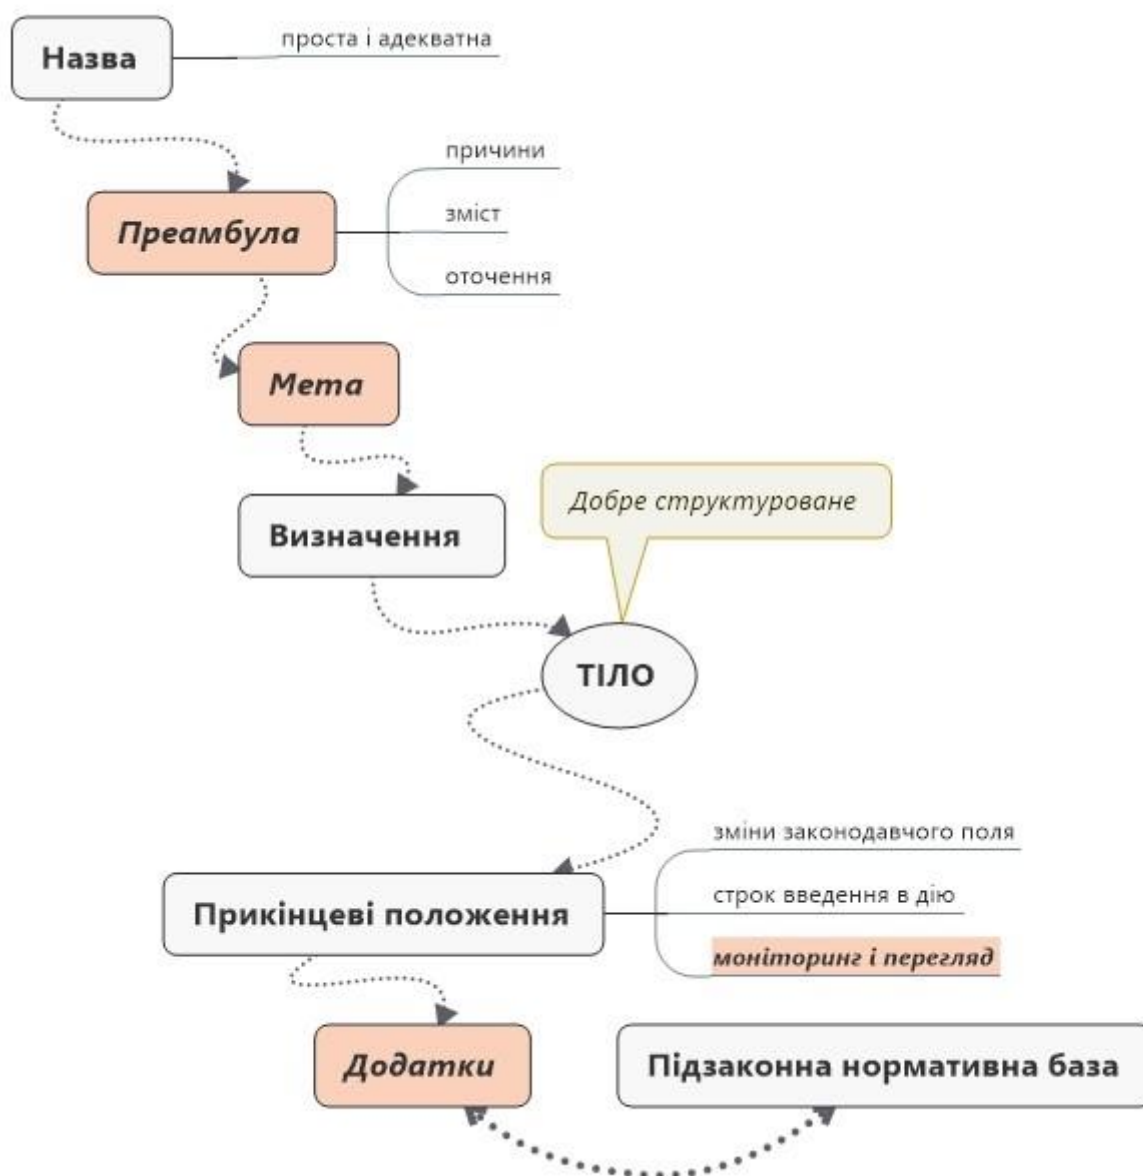 Назва
проста і адекватна
Преамбула
причини
зміст
оточення
Мета
Визначення
Добре структуроване
ТІЛО
Прикінцеві положення
зміни законодавчого поля
строк введення в дію
моніторинг і перегляд
Додатки
Підзаконна нормативна база